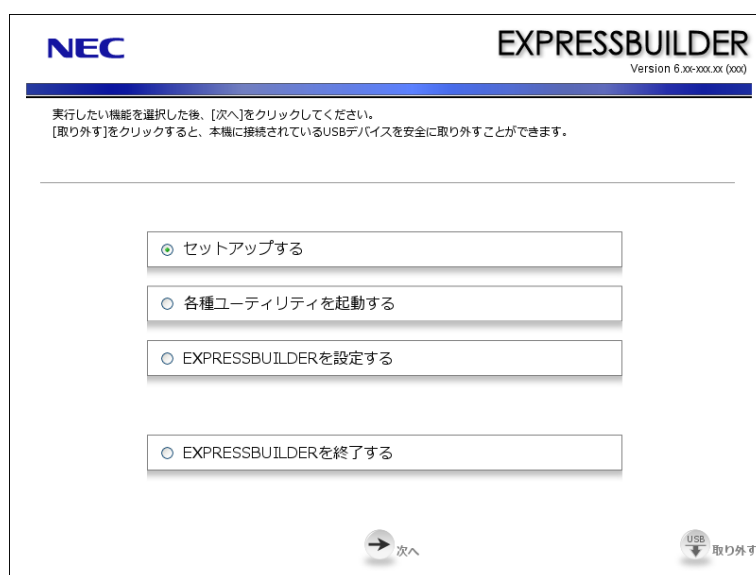 NEC
EXPRESSBUILDER
Version 6.xx-xxx.xx (xxx)
実行したい機能を選択した後、[次へ]をクリックしてください。
[取り外す]をクリックすると、本機に接続されているUSBデバイスを安全に取り外すことができます。
セットアップする
各種ユーティリティを起動する
EXPRESSBUILDERを設定する
EXPRESSBUILDERを終了する
次へ
USB
取り外す